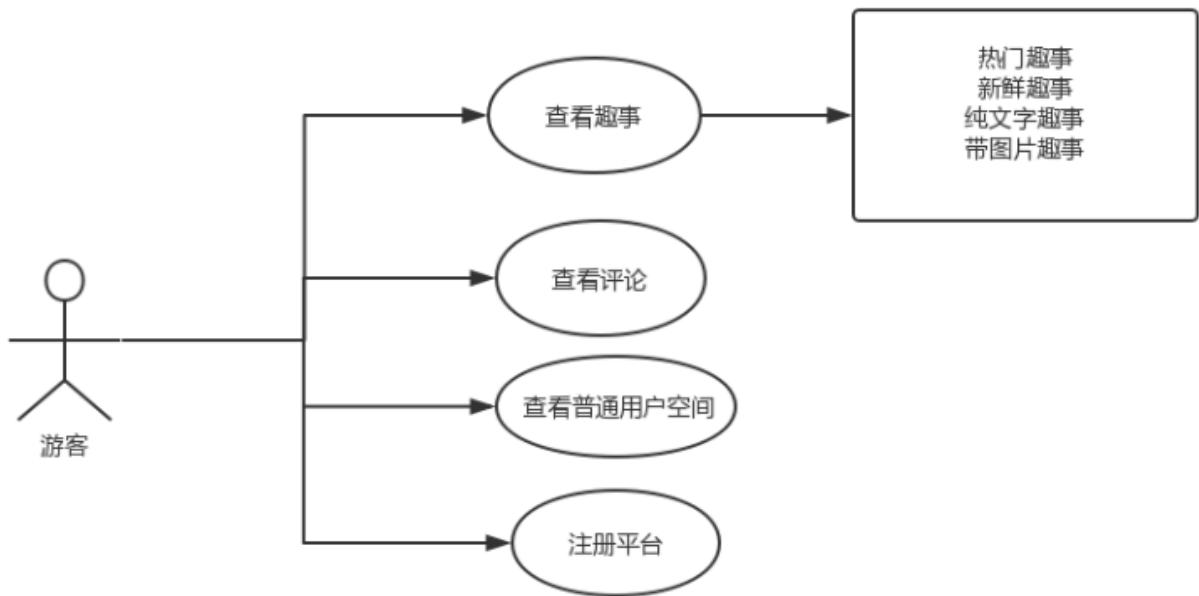 热门趣事
新鲜趣事
纯文字趣事
带图片趣事
查看趣事
查看评论
查看普通用户空间
游客
注册平台